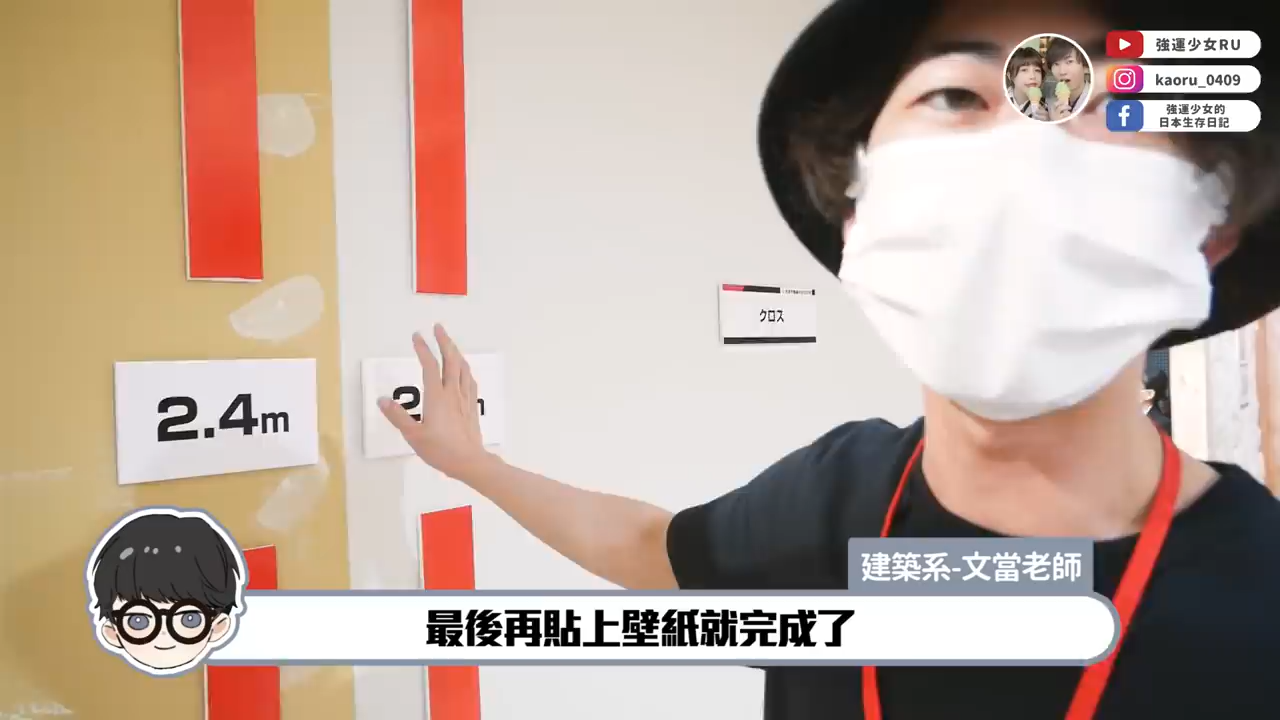 強運少女RU
kaoru_0409
強運少女的
日本生存日記
クロス
2.4m
建築系-文當老師
最後再貼上壁紙就完成了